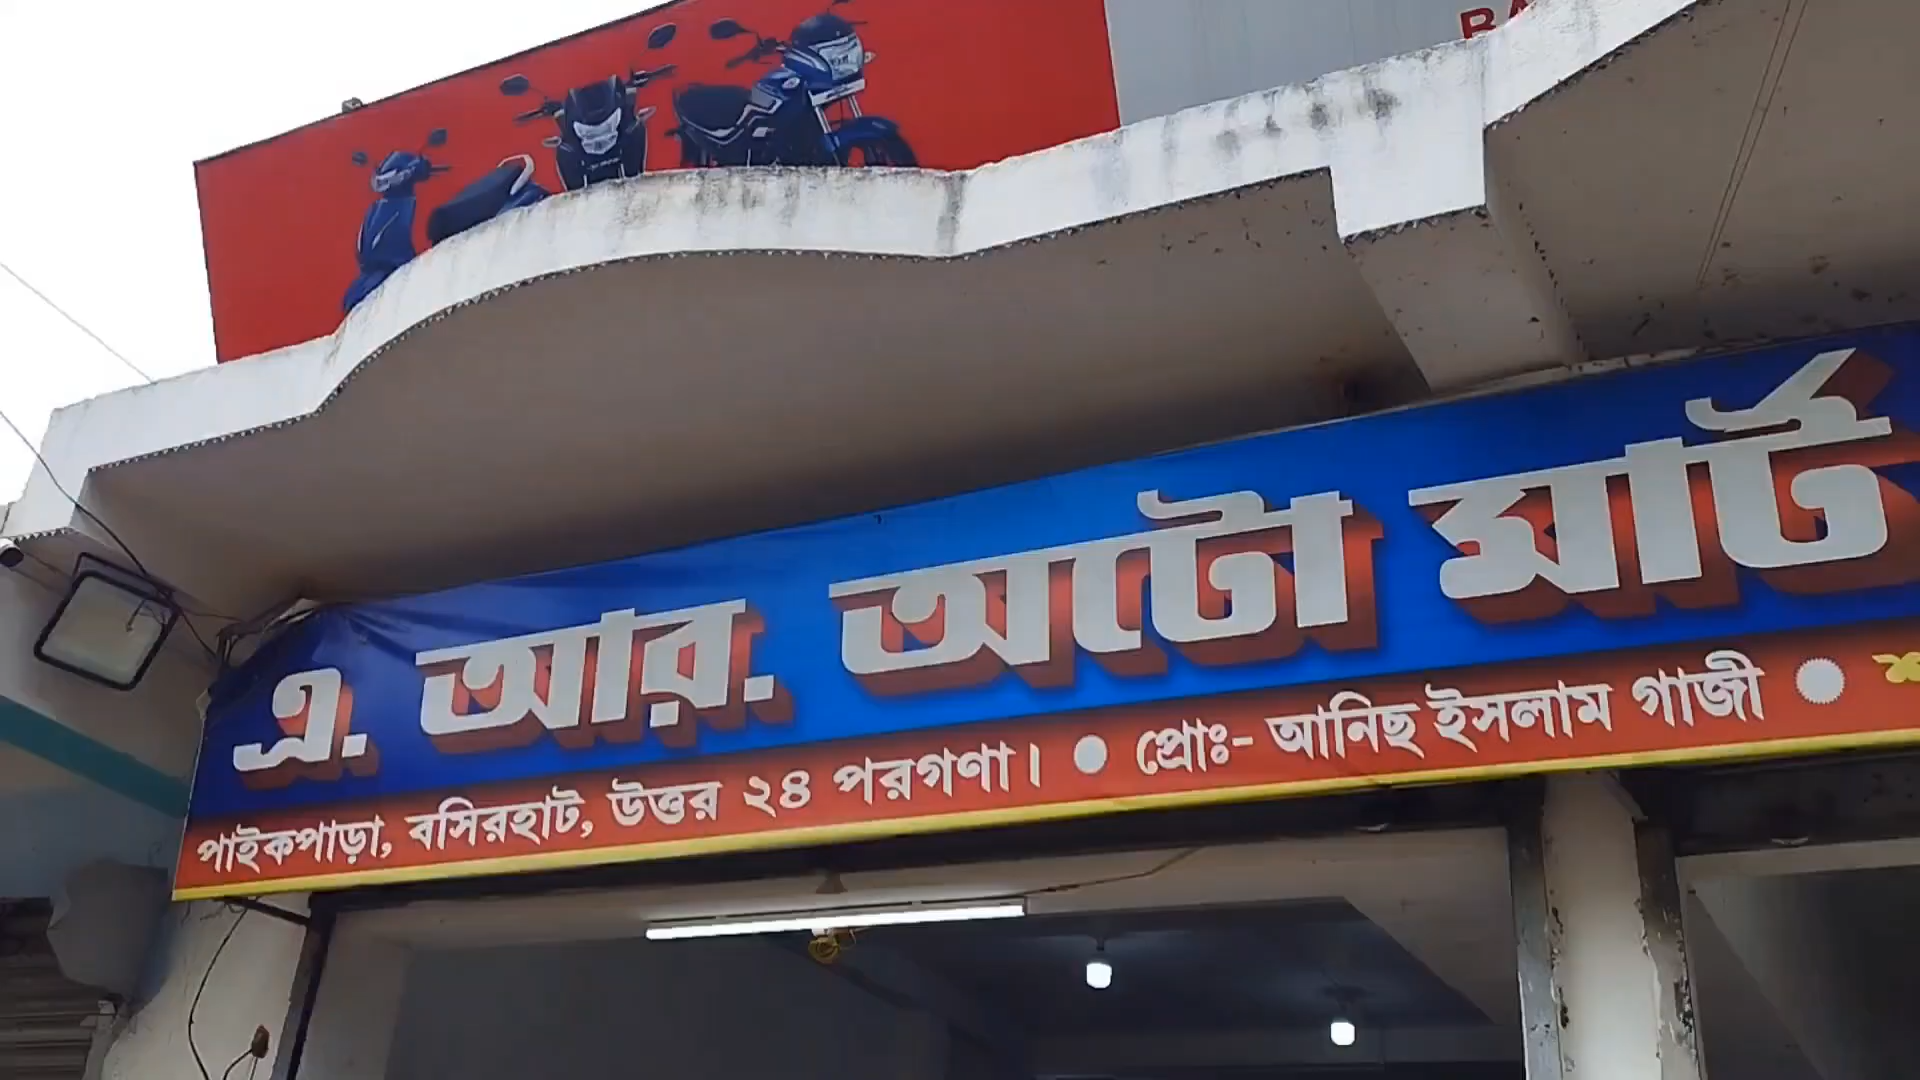 এ. আর. অটো মার্ট
পাইকপাড়া, বসিরহাট, উত্তর ২৪ পরগণা। ● প্রোঃ- আনিছ ইসলাম গাজী